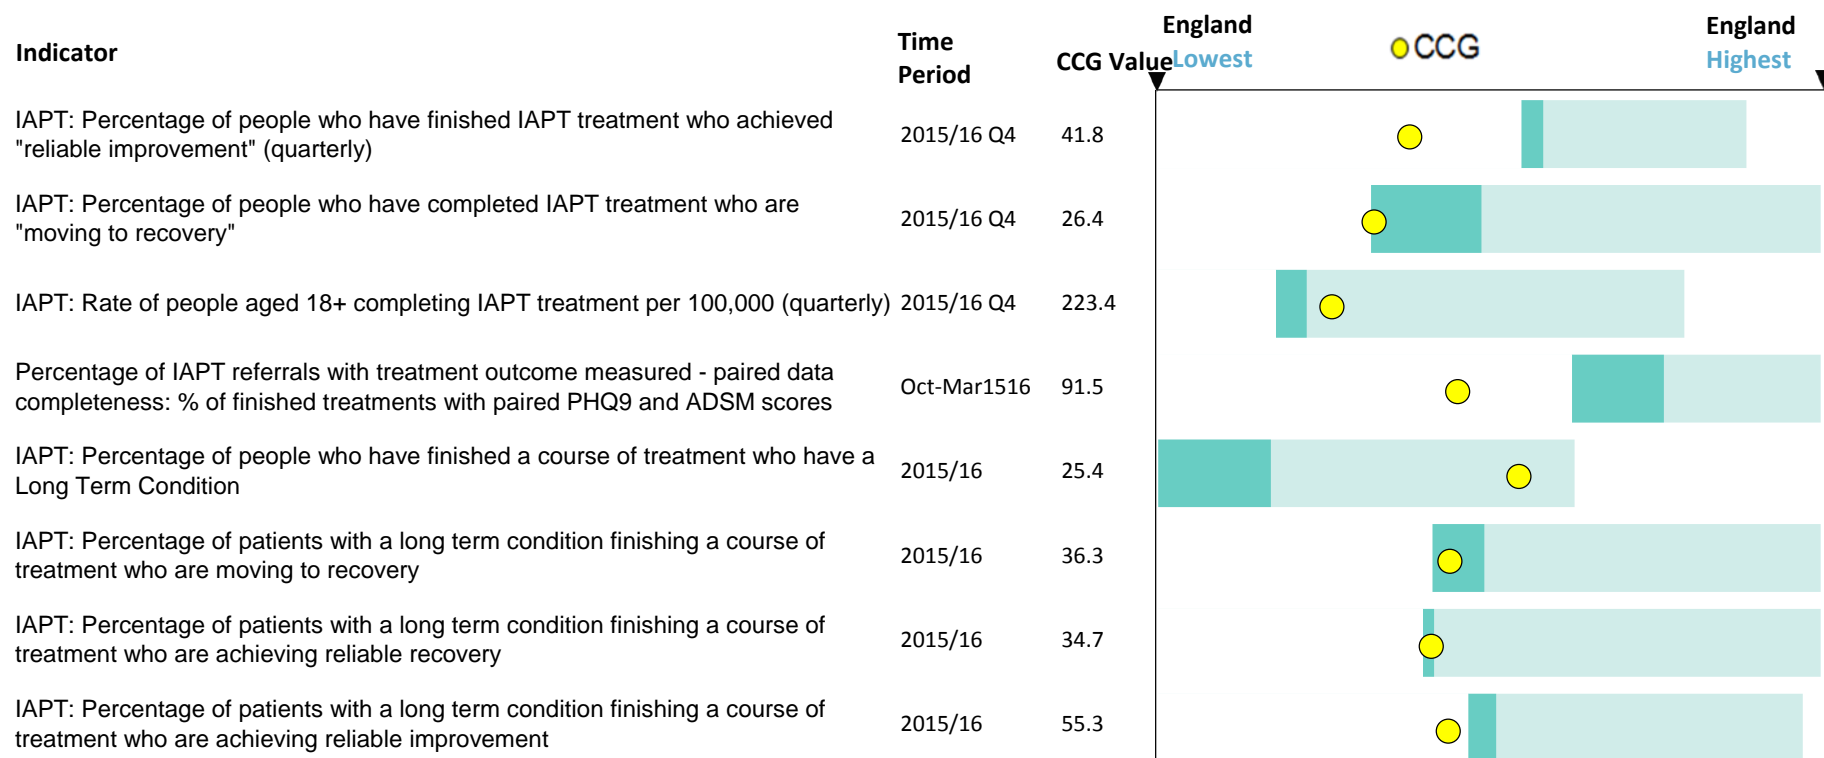 Indicator
Time
Period
CCG Value
England
Lowest
CCG
England
Highest
IAPT: Percentage of people who have finished IAPT treatment who achieved
"reliable improvement" (quarterly)
2015/16 Q4
41.8
IAPT: Percentage of people who have completed IAPT treatment who are
"moving to recovery"
2015/16 Q4
26.4
IAPT: Rate of people aged 18+ completing IAPT treatment per 100,000 (quarterly)
2015/16 Q4
223.4
Percentage of IAPT referrals with treatment outcome measured - paired data
completeness: % of finished treatments with paired PHQ9 and ADSM scores
Oct-Mar1516
91.5
IAPT: Percentage of people who have finished a course of treatment who have a
Long Term Condition
2015/16
25.4
IAPT: Percentage of patients with a long term condition finishing a course of
treatment who are moving to recovery
2015/16
36.3
IAPT: Percentage of patients with a long term condition finishing a course of
treatment who are achieving reliable recovery
2015/16
34.7
IAPT: Percentage of patients with a long term condition finishing a course of
treatment who are achieving reliable improvement
2015/16
55.3